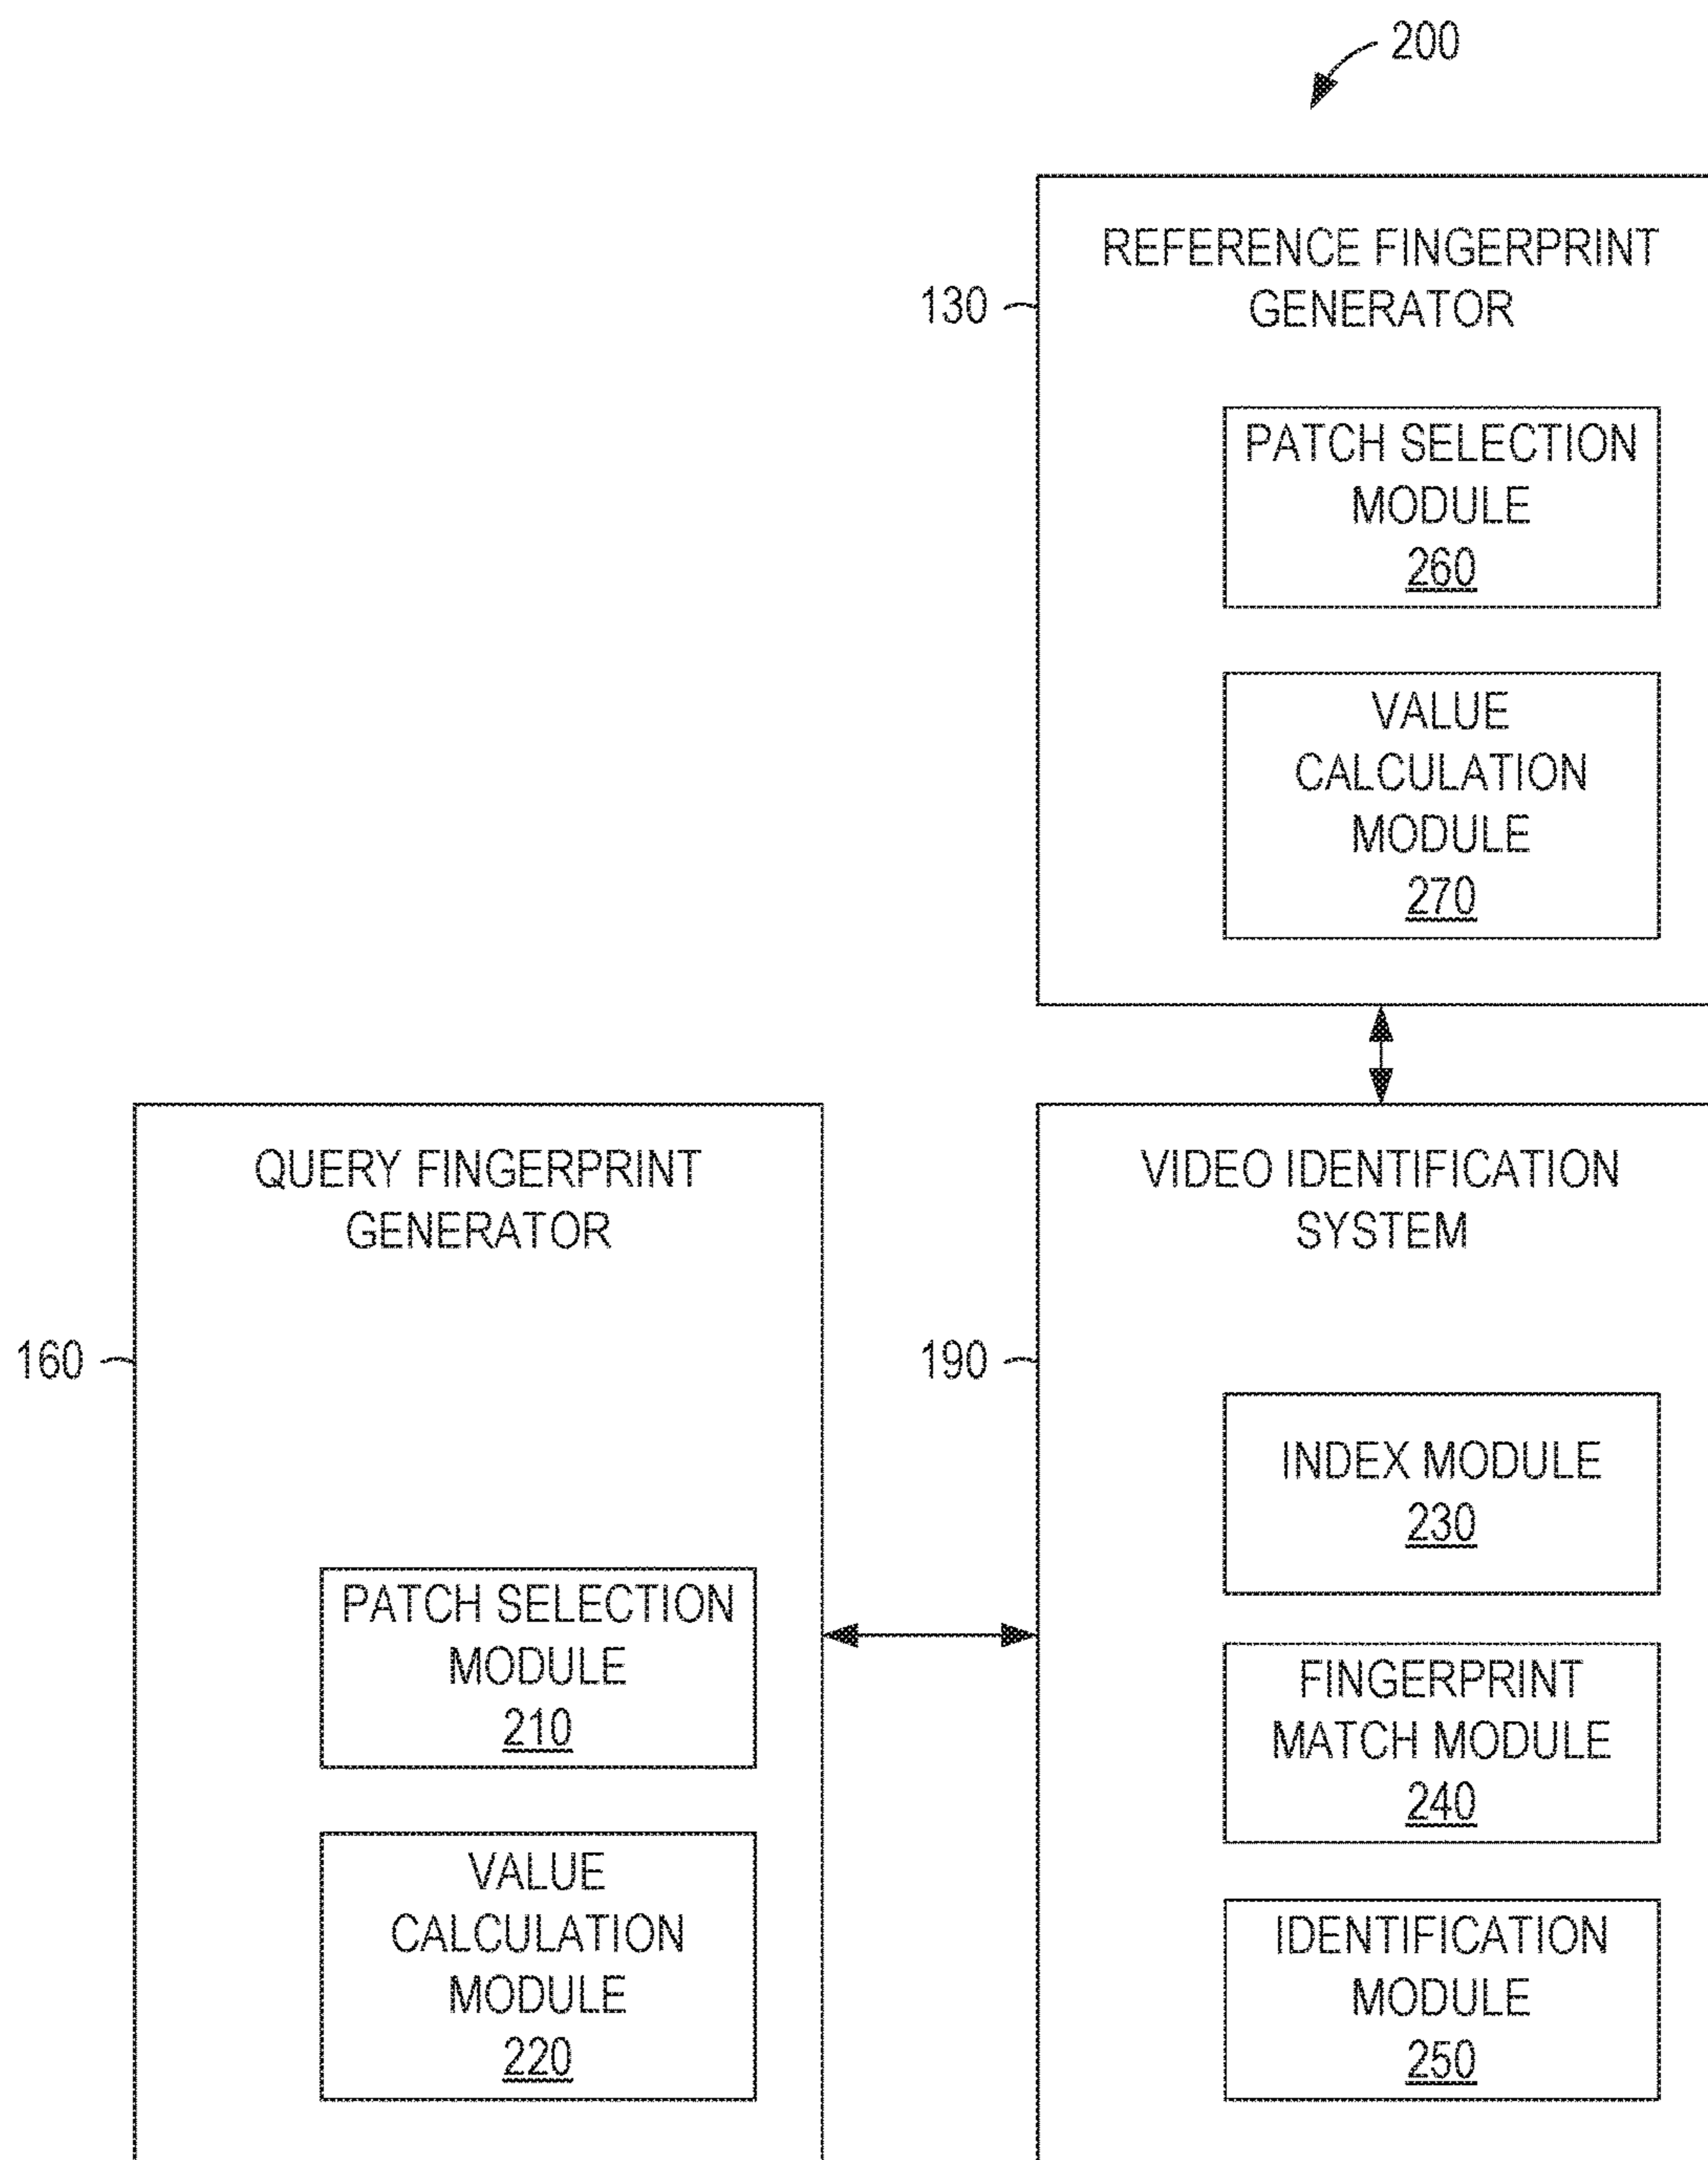 200
REFERENCE FINGERPRINT
GENERATOR
130
PATCH SELECTION
MODULE
260
VALUE
CALCULATION
MODULE
270
QUERY FINGERPRINT
GENERATOR
160
PATCH SELECTION
MODULE
210
VALUE
CALCULATION
MODULE
220
VIDEO IDENTIFICATION
SYSTEM
190
INDEX MODULE
230
FINGERPRINT
MATCH MODULE
240
IDENTIFICATION
MODULE
250